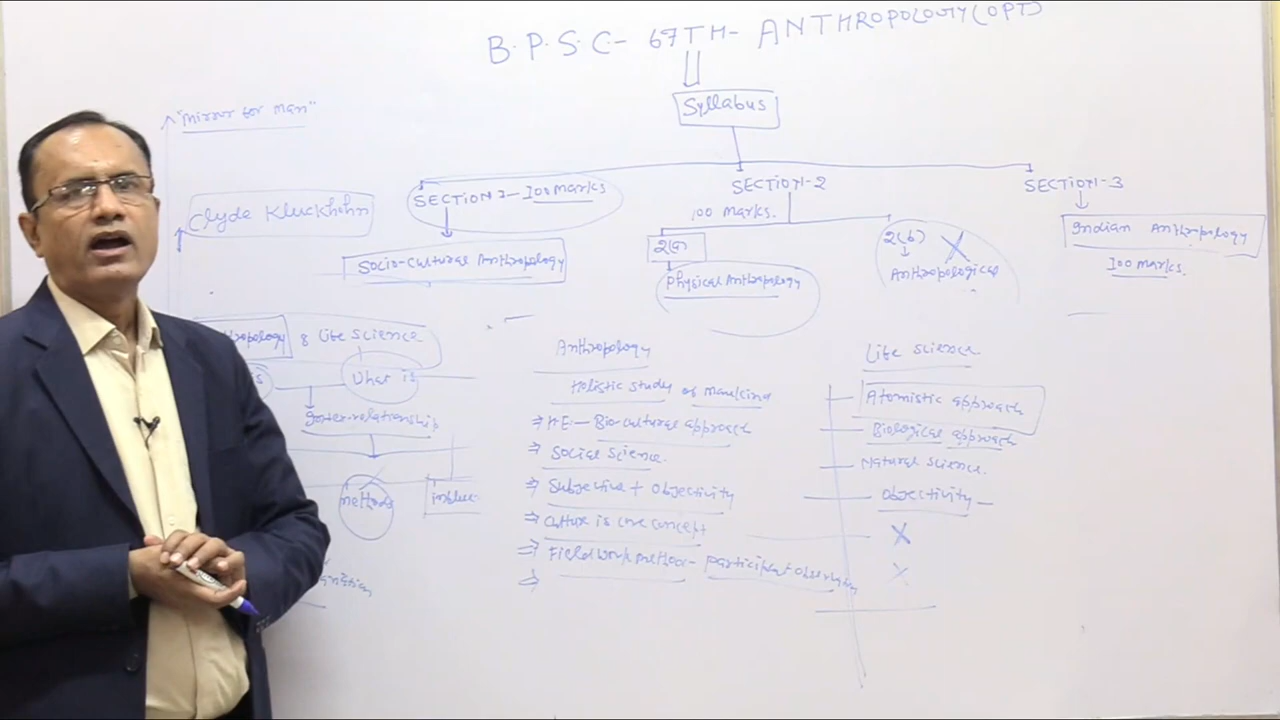 B.P.S.C- 67TH- ANTHROPOLOGY(OPT)
Syllabus
"Mirror for Man"
Clyde Kluckhohn
SECTION 1- 100 Marks
Socio-Cultural Anthropology
SECTION-2
100 Marks.
2(a)
Physical Anthropology
2(b) X
Anthropological
SECTION-3
Indian Anthropology
100 Marks.
& Life Science
What is
Inter-relationship
methods
Anthropology
Holistic study of Mankind
⇒ i.e.- Bio-cultural approach
⇒ Social Science.
⇒ Subjective + Objectivity
⇒ Culture is core concept
⇒ Fieldwork method- participant observation
⇒
Life Science.
Atomistic approach
Biological approach
Natural Science.
Objectivity -
X
X